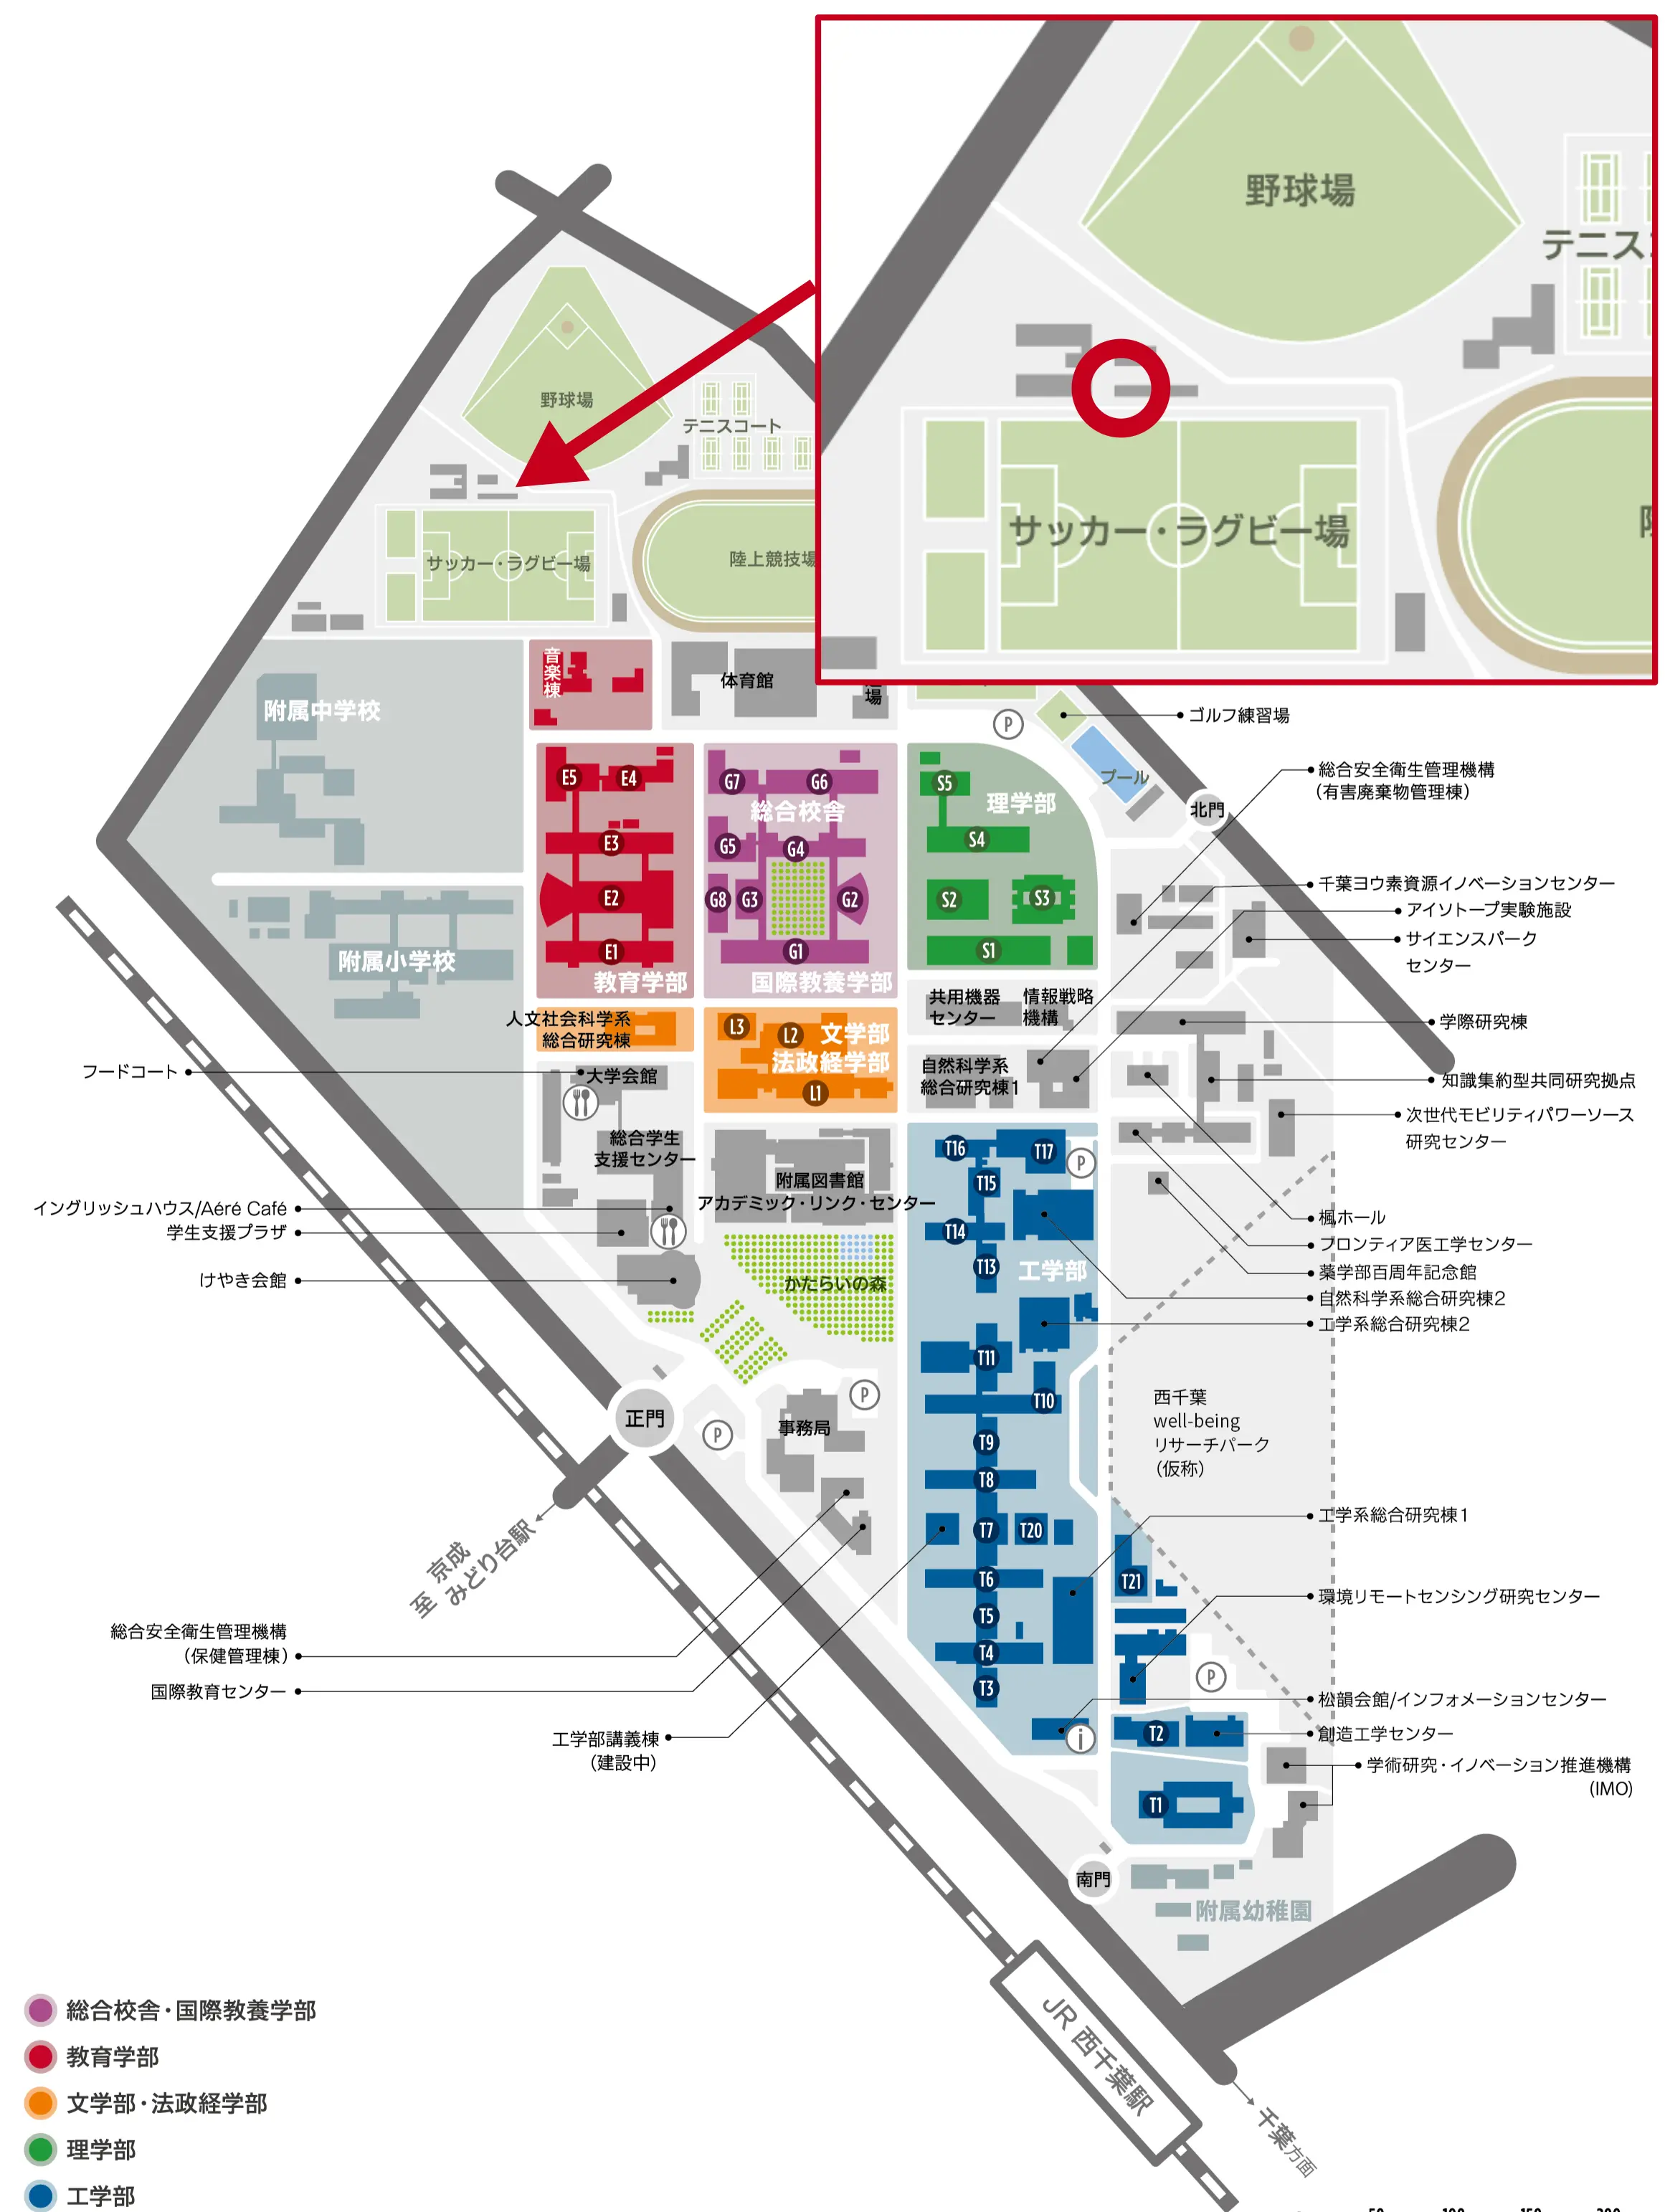 野球場
テニスコ
サッカー・ラグビー場
野球場
テニスコート
サッカー・ラグビー場
陸上競技場
音楽棟
体育館
場
附属中学校
P
ゴルフ練習場
プール
北門
総合安全衛生管理機構
(有害廃棄物管理棟)
E5
E4
G7
G6
総合校舎
S5
理学部
E3
G5
G4
S4
E2
G8
G3
G2
S2
S3
E1
G1
S1
附属小学校
教育学部
国際教養学部
千葉ヨウ素資源イノベーションセンター
アイソトープ実験施設
サイエンスパーク
センター
人文社会科学系
総合研究棟
L3
L2
文学部
法政経学部
L1
共用機器
センター
情報戦略
機構
学際研究棟
自然科学系
総合研究棟1
フードコート
大学会館
知識集約型共同研究拠点
次世代モビリティパワーソース
研究センター
総合学生
支援センター
附属図書館
アカデミック・リンク・センター
T16
T17
P
T15
T14
T13
工学部
イングリッシュハウス/Aéré Café
学生支援プラザ
けやき会館
かたらいの森
楓ホール
フロンティア医工学センター
薬学部百周年記念館
自然科学系総合研究棟2
工学系総合研究棟2
T11
T10
正門
P
P
事務局
T9
T8
T7
T20
T6
T5
T4
T3
西千葉
well-being
リサーチパーク
(仮称)
工学系総合研究棟1
T21
環境リモートセンシング研究センター
P
至 京成
みどり台駅
総合安全衛生管理機構
(保健管理棟)
国際教育センター
工学部講義棟
(建設中)
松韻会館/インフォメーションセンター
i
T2
創造工学センター
学術研究・イノベーション推進機構
(IMO)
T1
南門
附属幼稚園
JR 西千葉駅
千葉方面
総合校舎・国際教養学部
教育学部
文学部・法政経学部
理学部
工学部